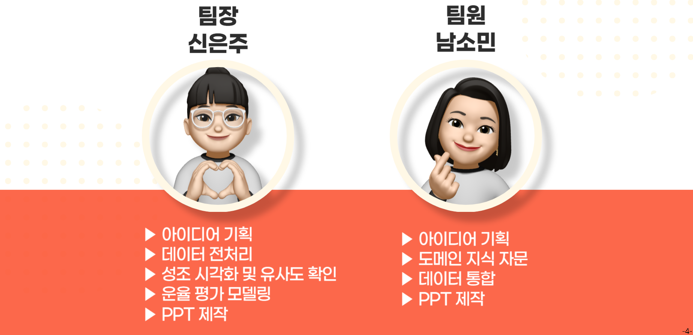 팀장
신은주
팀원
남소민
▶ 아이디어 기획
▶ 데이터 전처리
▶ 성조 시각화 및 유사도 확인
▶ 운율 평가 모델링
▶ PPT 제작
▶ 아이디어 기획
▶ 도메인 지식 자문
▶ 데이터 통합
▶ PPT 제작
-4-